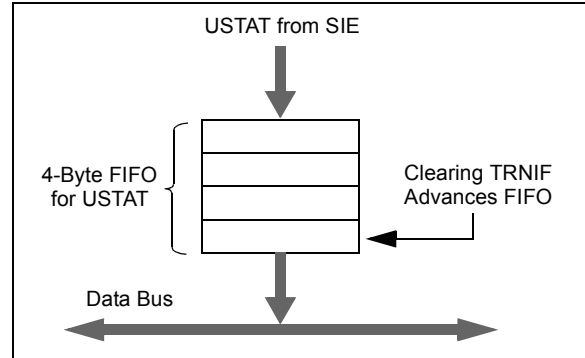 USTAT from SIE
4-Byte FIFO
for USTAT
Clearing TRNIF
Advances FIFO
Data Bus